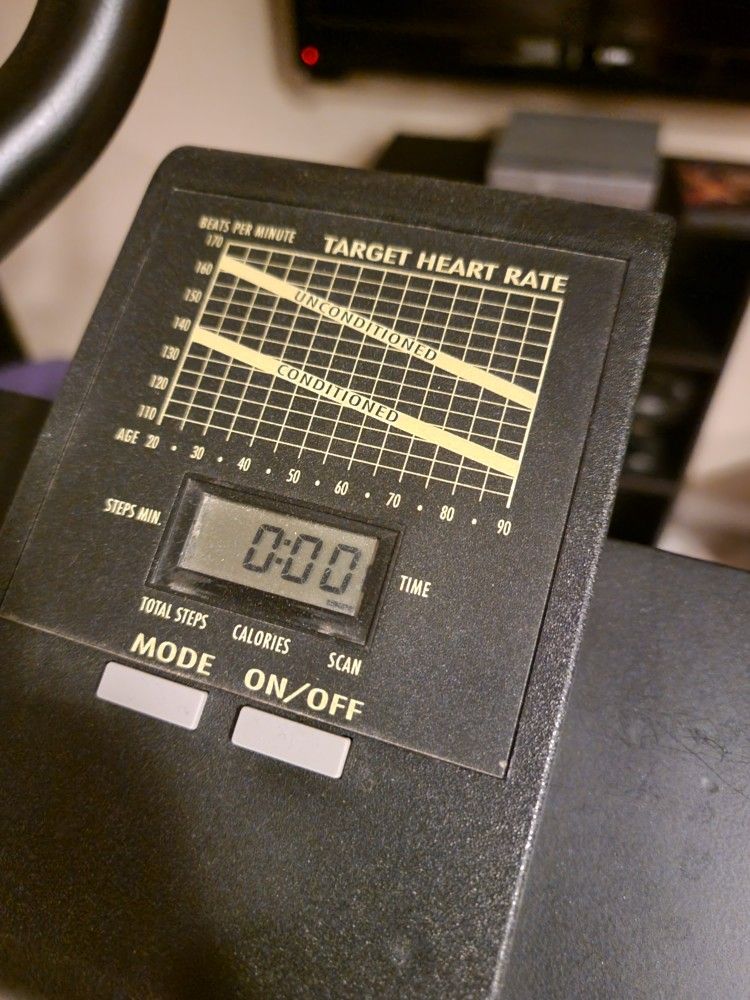 BEATS PER MINUTE
TARGET HEART RATE
170
160
150
140
130
120
110
UNCONDITIONED
CONDITIONED
AGE 20 • 30 • 40 • 50 • 60 • 70 • 80 • 90
STEPS MIN.
0:00
TIME
TOTAL STEPS
CALORIES
SCAN
MODE
ON/OFF